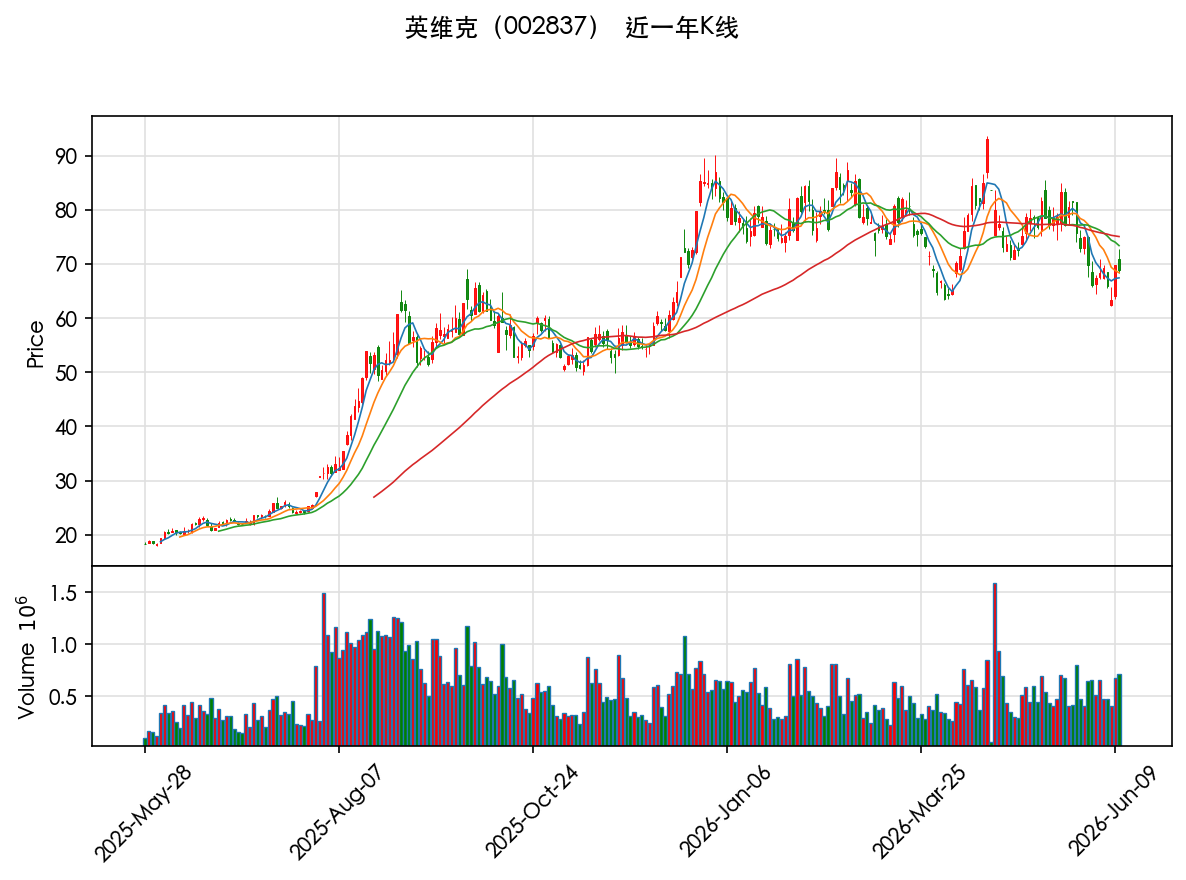 英维克（002837） 近一年K线
Price
90
80
70
60
50
40
30
20
Volume 10⁶
1.5
1.0
0.5
2025-May-28
2025-Aug-07
2025-Oct-24
2026-Jan-06
2026-Mar-25
2026-Jun-09